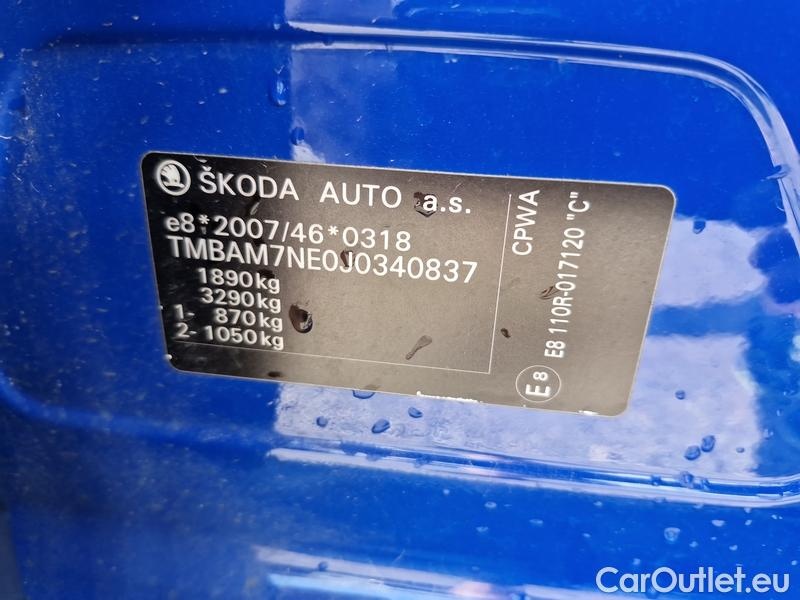 ŠKODA AUTO a.s.
e8*2007/46*0318
TMBAM7NE0J0340837
1890kg
3290kg
1- 870kg
2- 1050kg
CPWA
E8 110R-017120 "C"
E 8
CarOutlet.eu